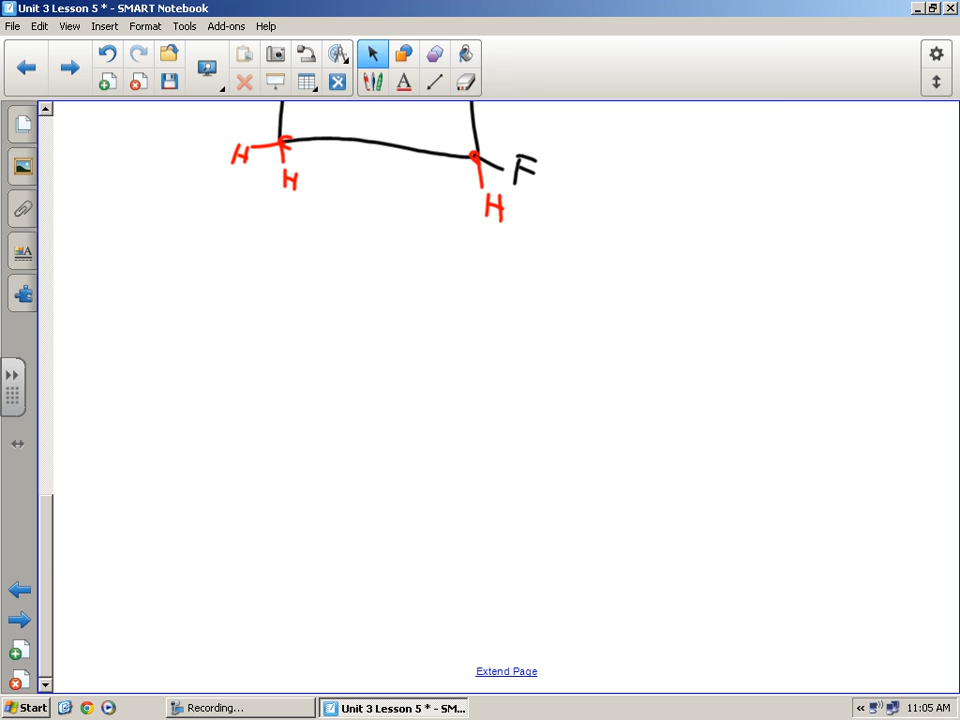 Unit 3 Lesson 5 * - SMART Notebook
File Edit View Insert Format Tools Add-ons Help
H
H
F
H
Extend Page
Start
Recording...
Unit 3 Lesson 5 * - SM...
«
11:05 AM